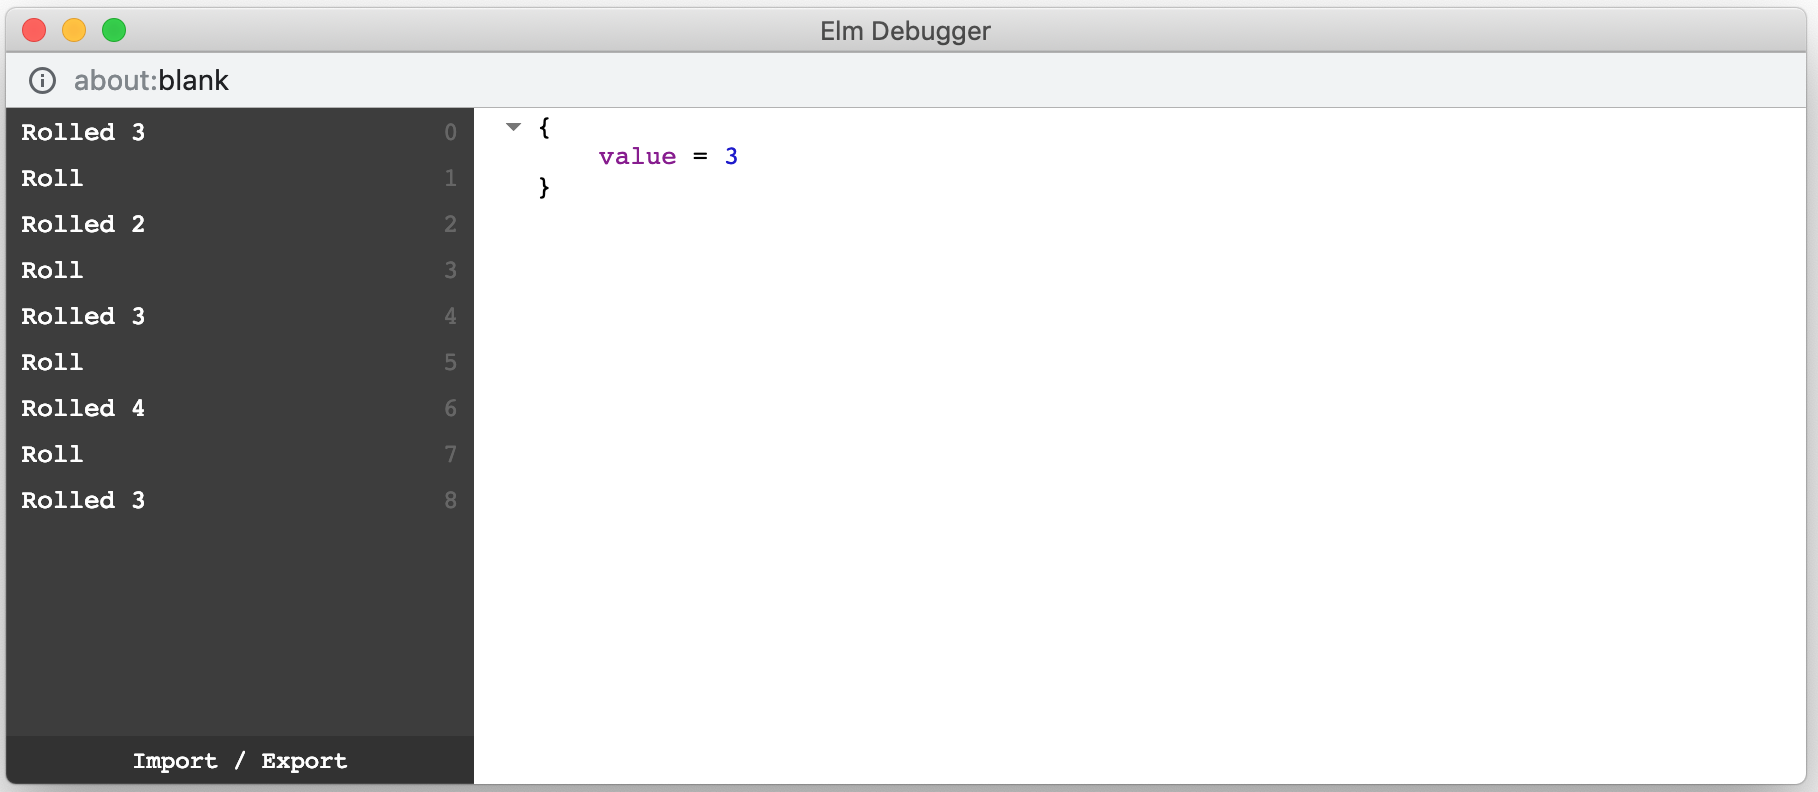 Elm Debugger
about:blank
Rolled 3 0
Roll 1
Rolled 2 2
Roll 3
Rolled 3 4
Roll 5
Rolled 4 6
Roll 7
Rolled 3 8
Import / Export
{
value = 3
}